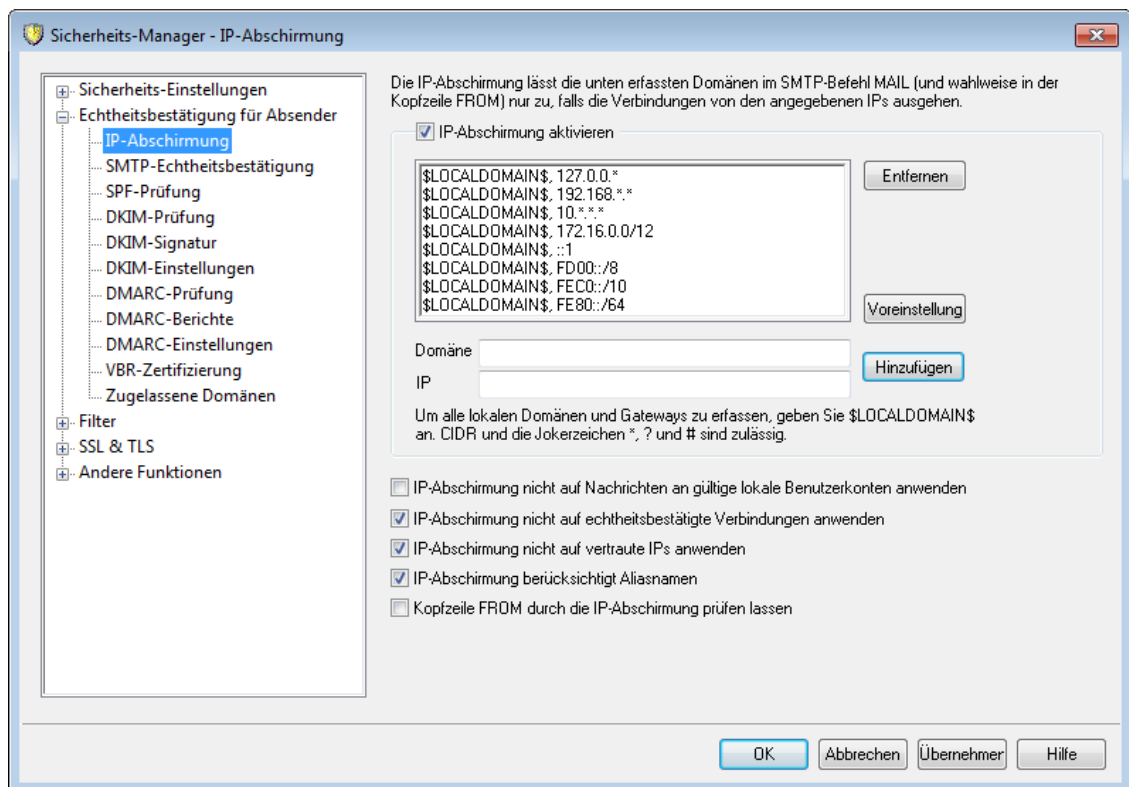 Sicherheits-Manager - IP-Abschirmung
Sicherheits-Einstellungen
Echtheitsbestätigung für Absender
IP-Abschirmung
SMTP-Echtheitsbestätigung
SPF-Prüfung
DKIM-Prüfung
DKIM-Signatur
DKIM-Einstellungen
DMARC-Prüfung
DMARC-Berichte
DMARC-Einstellungen
VBR-Zertifizierung
Zugelassene Domänen
Filter
SSL & TLS
Andere Funktionen
Die IP-Abschirmung lässt die unten erfassten Domänen im SMTP-Befehl MAIL (und wahlweise in der
Kopfzeile FROM) nur zu, falls die Verbindungen von den angegebenen IPs ausgehen.
IP-Abschirmung aktivieren
$LOCALDOMAIN$, 127.0.0.*
$LOCALDOMAIN$, 192.168.*.*
$LOCALDOMAIN$, 10.*.*.*
$LOCALDOMAIN$, 172.16.0.0/12
$LOCALDOMAIN$, ::1
$LOCALDOMAIN$, FD00::/8
$LOCALDOMAIN$, FEC0::/10
$LOCALDOMAIN$, FE80::/64
Entfernen
Voreinstellung
Domäne
Hinzufügen
IP
Um alle lokalen Domänen und Gateways zu erfassen, geben Sie $LOCALDOMAIN$
an. CIDR und die Jokerzeichen *, ? und # sind zulässig.
IP-Abschirmung nicht auf Nachrichten an gültige lokale Benutzerkonten anwenden
IP-Abschirmung nicht auf echtheitsbestätigte Verbindungen anwenden
IP-Abschirmung nicht auf vertraute IPs anwenden
IP-Abschirmung berücksichtigt Aliasnamen
Kopfzeile FROM durch die IP-Abschirmung prüfen lassen
OK
Abbrechen
Übernehmer
Hilfe